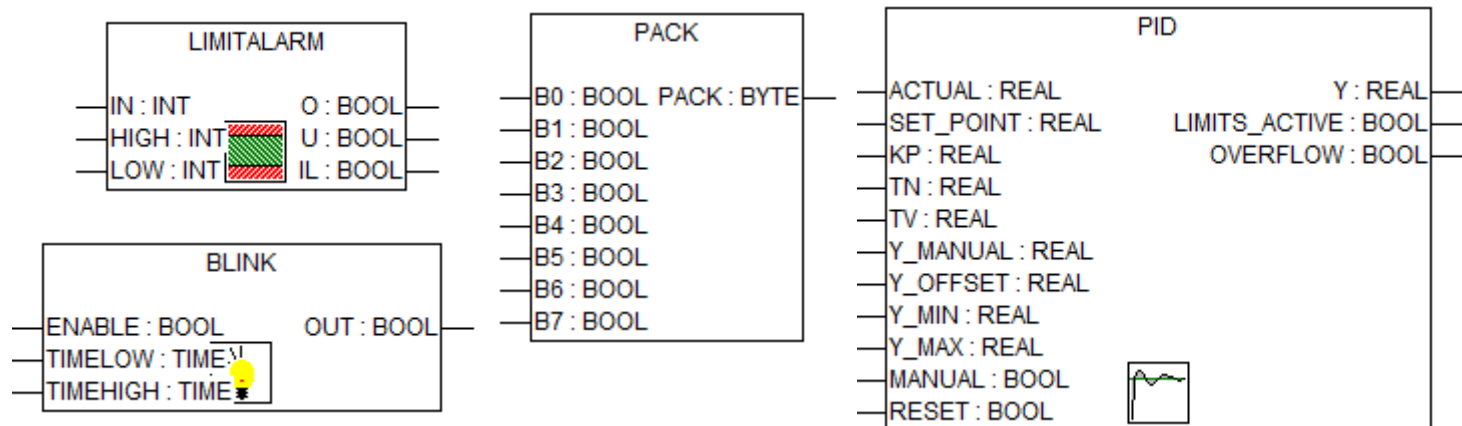 LIMITALARM
IN : INT O : BOOL
HIGH : INT U : BOOL
LOW : INT IL : BOOL
BLINK
ENABLE : BOOL OUT : BOOL
TIMELOW : TIME
TIMEHIGH : TIME
PACK
B0 : BOOL PACK : BYTE
B1 : BOOL
B2 : BOOL
B3 : BOOL
B4 : BOOL
B5 : BOOL
B6 : BOOL
B7 : BOOL
PID
ACTUAL : REAL Y : REAL
SET_POINT : REAL LIMITS_ACTIVE : BOOL
KP : REAL OVERFLOW : BOOL
TN : REAL
TV : REAL
Y_MANUAL : REAL
Y_OFFSET : REAL
Y_MIN : REAL
Y_MAX : REAL
MANUAL : BOOL
RESET : BOOL